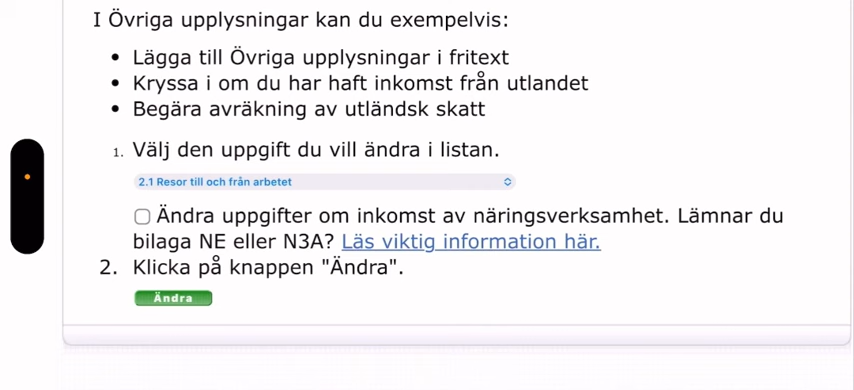 I Övriga upplysningar kan du exempelvis:
• Lägga till Övriga upplysningar i fritext
• Kryssa i om du har haft inkomst från utlandet
• Begära avräkning av utländsk skatt
1. Välj den uppgift du vill ändra i listan.
2.1 Resor till och från arbetet
Ändra uppgifter om inkomst av näringsverksamhet. Lämnar du
bilaga NE eller N3A? Läs viktig information här.
2. Klicka på knappen "Ändra".
Ändra